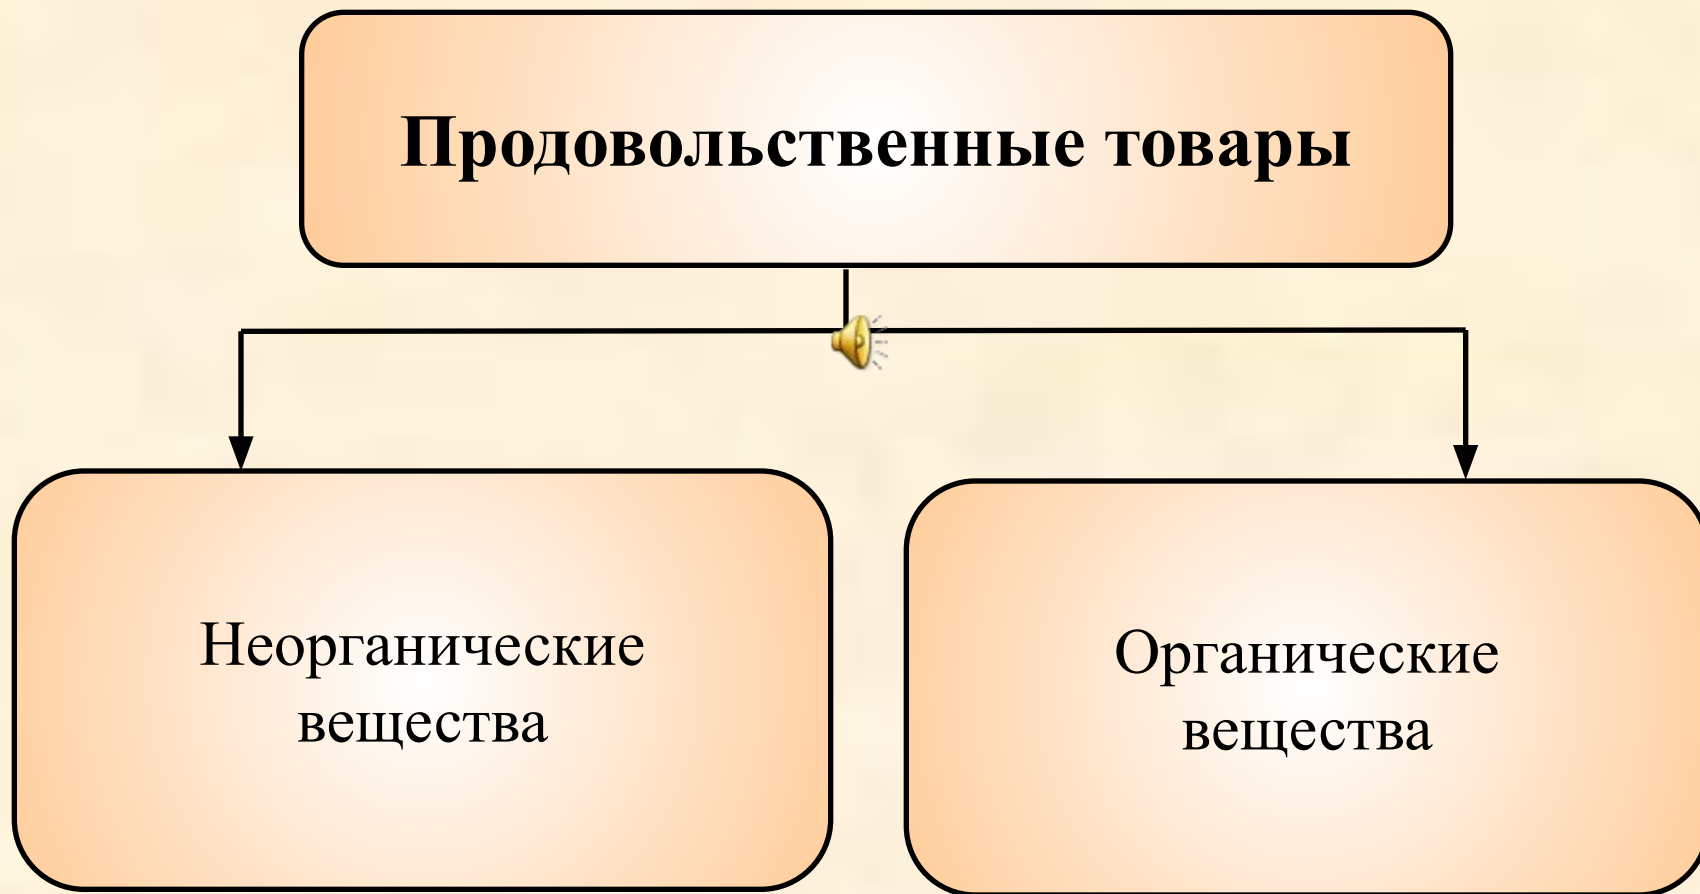 Продовольственные товары
Неорганические
вещества
Органические
вещества